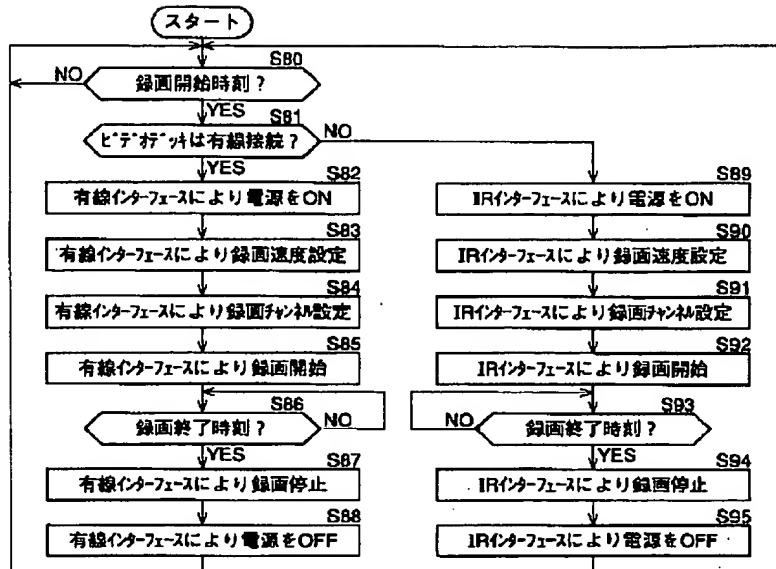 スタート
S80
録画開始時刻?
NO
YES
S81
ビデオデッキは有線接続?
NO
YES
S82
有線インターフェースにより電源をON
S83
有線インターフェースにより録画速度設定
S84
有線インターフェースにより録画チャンネル設定
S85
有線インターフェースにより録画開始
S86
録画終了時刻?
NO
YES
S87
有線インターフェースにより録画停止
S88
有線インターフェースにより電源をOFF
S89
IRインターフェースにより電源をON
S90
IRインターフェースにより録画速度設定
S91
IRインターフェースにより録画チャンネル設定
S92
IRインターフェースにより録画開始
S93
NO
録画終了時刻?
YES
S94
IRインターフェースにより録画停止
S95
IRインターフェースにより電源をOFF